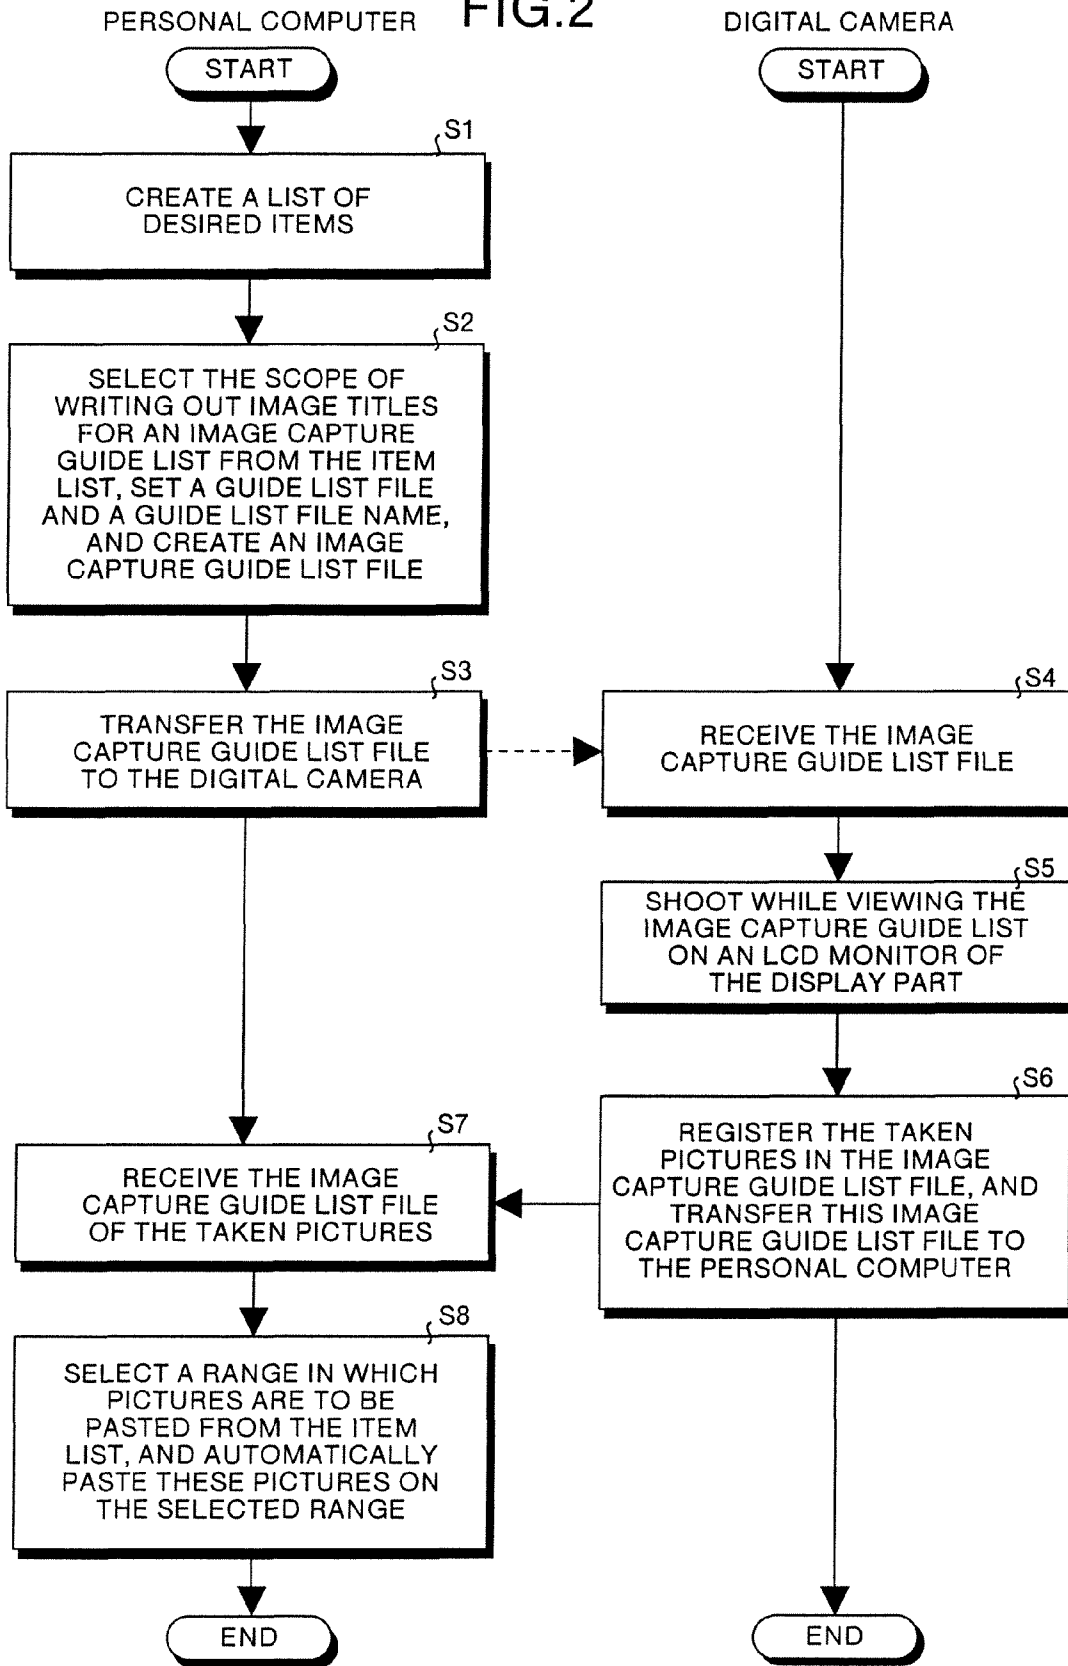 FIG.2
PERSONAL COMPUTER
DIGITAL CAMERA
START
START
S1
CREATE A LIST OF
DESIRED ITEMS
S2
SELECT THE SCOPE OF
WRITING OUT IMAGE TITLES
FOR AN IMAGE CAPTURE
GUIDE LIST FROM THE ITEM
LIST, SET A GUIDE LIST FILE
AND A GUIDE LIST FILE NAME,
AND CREATE AN IMAGE
CAPTURE GUIDE LIST FILE
S3
TRANSFER THE IMAGE
CAPTURE GUIDE LIST FILE
TO THE DIGITAL CAMERA
S4
RECEIVE THE IMAGE
CAPTURE GUIDE LIST FILE
S5
SHOOT WHILE VIEWING THE
IMAGE CAPTURE GUIDE LIST
ON AN LCD MONITOR OF
THE DISPLAY PART
S6
REGISTER THE TAKEN
PICTURES IN THE IMAGE
CAPTURE GUIDE LIST FILE, AND
TRANSFER THIS IMAGE
CAPTURE GUIDE LIST FILE TO
THE PERSONAL COMPUTER
S7
RECEIVE THE IMAGE
CAPTURE GUIDE LIST FILE
OF THE TAKEN PICTURES
S8
SELECT A RANGE IN WHICH
PICTURES ARE TO BE
PASTED FROM THE ITEM
LIST, AND AUTOMATICALLY
PASTE THESE PICTURES ON
THE SELECTED RANGE
END
END